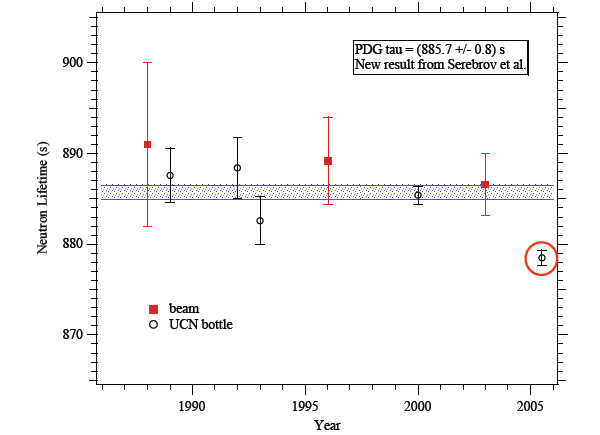 PDG tau = (885.7 +/- 0.8) s
New result from Serebrov et al.
900
890
880
870
Neutron Lifetime (s)
beam
UCN bottle
1990
1995
2000
2005
Year